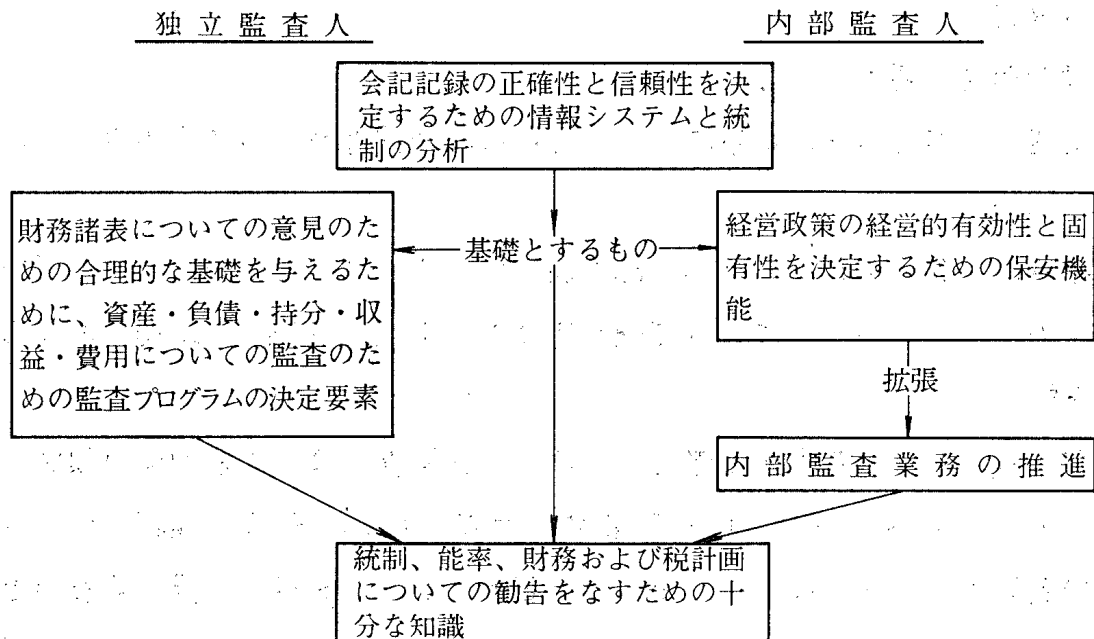 独立監査人
内部監査人
会記記録の正確性と信頼性を決
定するための情報システムと統
制の分析
財務諸表についての意見のた
めの合理的な基礎を与えるた
めに、資産・負債・持分・収
益・費用についての監査のた
めの監査プログラムの決定要素
基礎とするもの
経営政策の経営的有効性と固
有性を決定するための保安機
能
拡張
内部監査業務の推進
統制、能率、財務および税計画
についての勧告をなすための十
分な知識